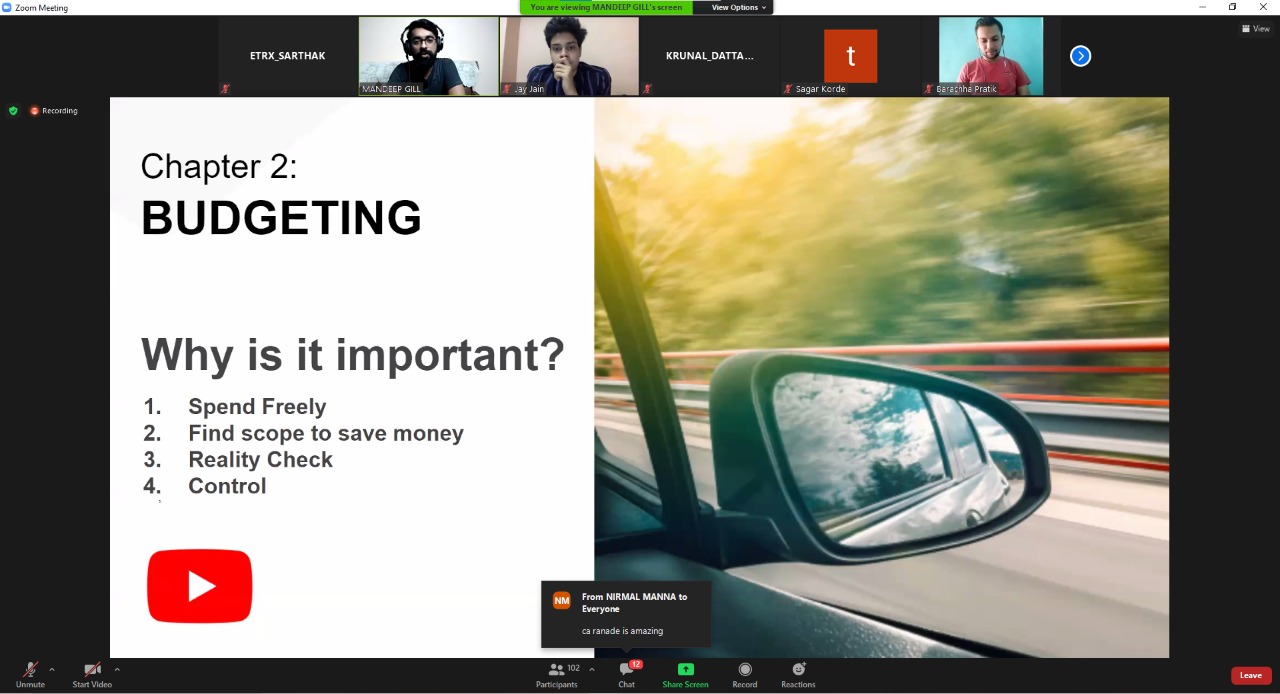 Zoom Meeting
You are viewing MANDEEP GILL's screen
View Options
View
ETRX_SARTHAK
MANDEEP GILL
Jay Jain
KRUNAL_DATTA...
t
Sagar Korde
Barachha Pratik
Recording
Chapter 2:
BUDGETING
Why is it important?
1. Spend Freely
2. Find scope to save money
3. Reality Check
4. Control
,
NM
From NIRMAL MANNA to
Everyone
ca ranade is amazing
Unmute
Start Video
102
Participants
12
Chat
Share Screen
Record
Reactions
Leave